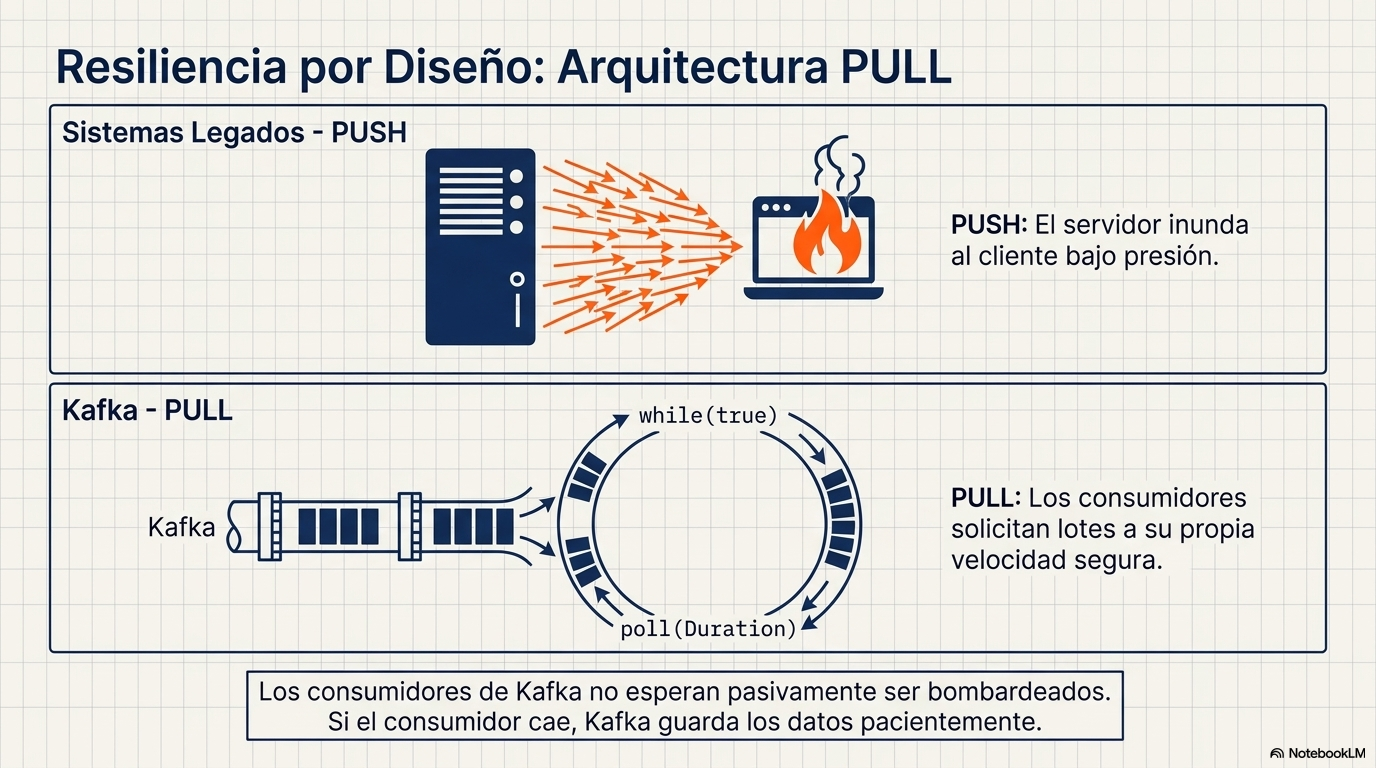 Resiliencia por Diseño: Arquitectura PULL
Sistemas Legados - PUSH
PUSH: El servidor inunda
al cliente bajo presión.
Kafka - PULL
while(true)
Kafka
poll(Duration)
PULL: Los consumidores
solicitan lotes a su propia
velocidad segura.
Los consumidores de Kafka no esperan pasivamente ser bombardeados.
Si el consumidor cae, Kafka guarda los datos pacientemente.
NotebookLM